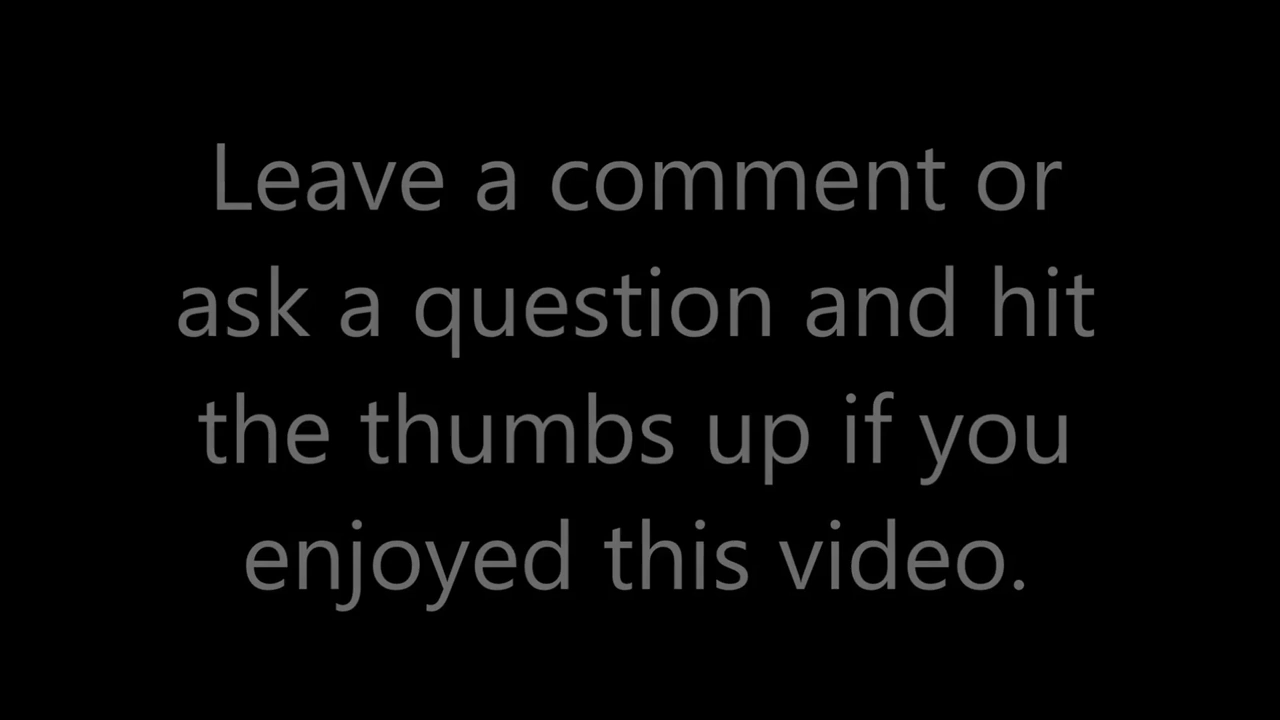 Leave a comment or
ask a question and hit
the thumbs up if you
enjoyed this video.